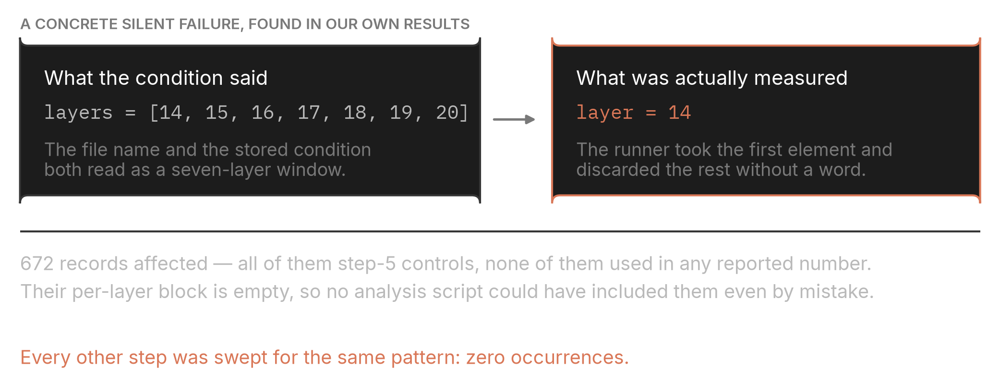 A CONCRETE SILENT FAILURE, FOUND IN OUR OWN RESULTS
What the condition said
layers = [14, 15, 16, 17, 18, 19, 20]
The file name and the stored condition
both read as a seven-layer window.
What was actually measured
layer = 14
The runner took the first element and
discarded the rest without a word.
672 records affected — all of them step-5 controls, none of them used in any reported number.
Their per-layer block is empty, so no analysis script could have included them even by mistake.
Every other step was swept for the same pattern: zero occurrences.